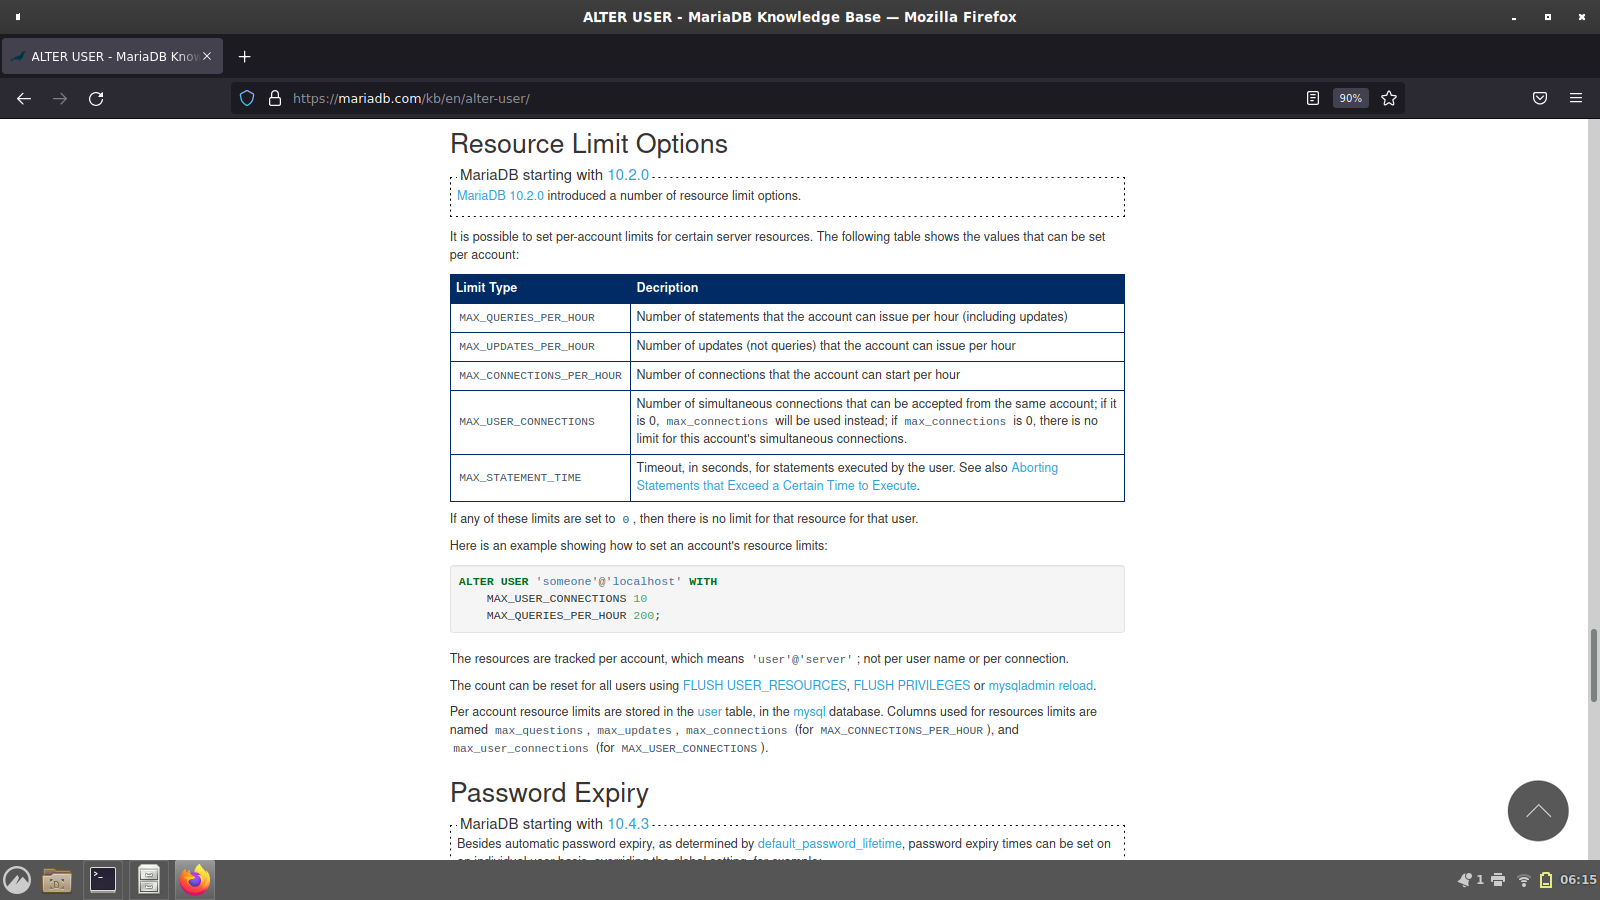 ALTER USER - MariaDB Knowledge Base — Mozilla Firefox
ALTER USER - MariaDB Know
https://mariadb.com/kb/en/alter-user/
90%
Resource Limit Options
MariaDB starting with 10.2.0
MariaDB 10.2.0 introduced a number of resource limit options.
It is possible to set per-account limits for certain server resources. The following table shows the values that can be set
per account:
Limit Type Decription
MAX_QUERIES_PER_HOUR Number of statements that the account can issue per hour (including updates)
MAX_UPDATES_PER_HOUR Number of updates (not queries) that the account can issue per hour
MAX_CONNECTIONS_PER_HOUR Number of connections that the account can start per hour
MAX_USER_CONNECTIONS Number of simultaneous connections that can be accepted from the same account; if it
is 0, max_connections will be used instead; if max_connections is 0, there is no
limit for this account's simultaneous connections.
MAX_STATEMENT_TIME Timeout, in seconds, for statements executed by the user. See also Aborting
Statements that Exceed a Certain Time to Execute.
If any of these limits are set to 0, then there is no limit for that resource for that user.
Here is an example showing how to set an account's resource limits:
ALTER USER 'someone'@'localhost' WITH
MAX_USER_CONNECTIONS 10
MAX_QUERIES_PER_HOUR 200;
The resources are tracked per account, which means 'user'@'server'; not per user name or per connection.
The count can be reset for all users using FLUSH USER_RESOURCES, FLUSH PRIVILEGES or mysqladmin reload.
Per account resource limits are stored in the user table, in the mysql database. Columns used for resources limits are
named max_questions, max_updates, max_connections (for MAX_CONNECTIONS_PER_HOUR), and
max_user_connections (for MAX_USER_CONNECTIONS).
Password Expiry
MariaDB starting with 10.4.3
Besides automatic password expiry, as determined by default_password_lifetime, password expiry times can be set on
1
06:15